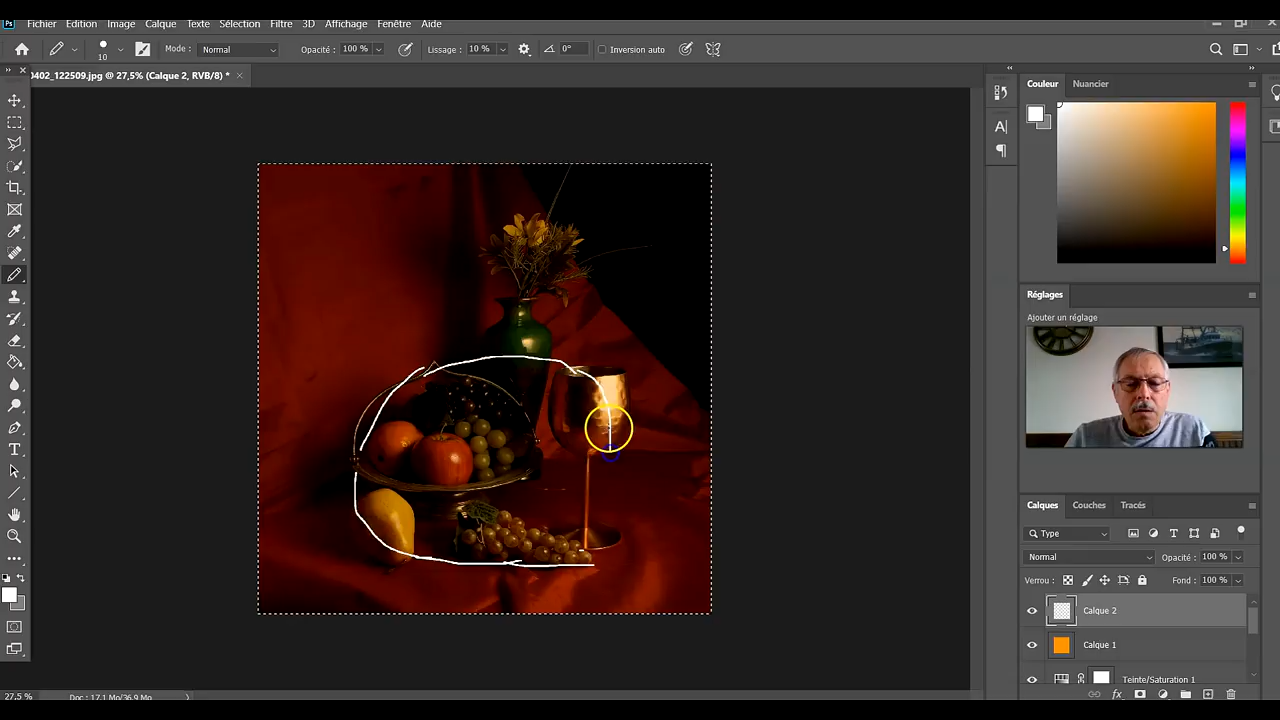 Ps Fichier Edition Image Calque Texte Sélection Filtre 3D Affichage Fenêtre Aide
10 Mode : Normal Opacité : 100 % Lissage : 10 % 0° Inversion auto
0402_122509.jpg @ 27,5% (Calque 2, RVB/8) *
Couleur Nuancier
Réglages
Ajouter un réglage
Calques Couches Tracés
Type
Normal Opacité : 100 %
Verrou : Fond : 100 %
Calque 2
Calque 1
Teinte/Saturation 1
27,5 % Doc : 17,1 Mo/36,9 Mo